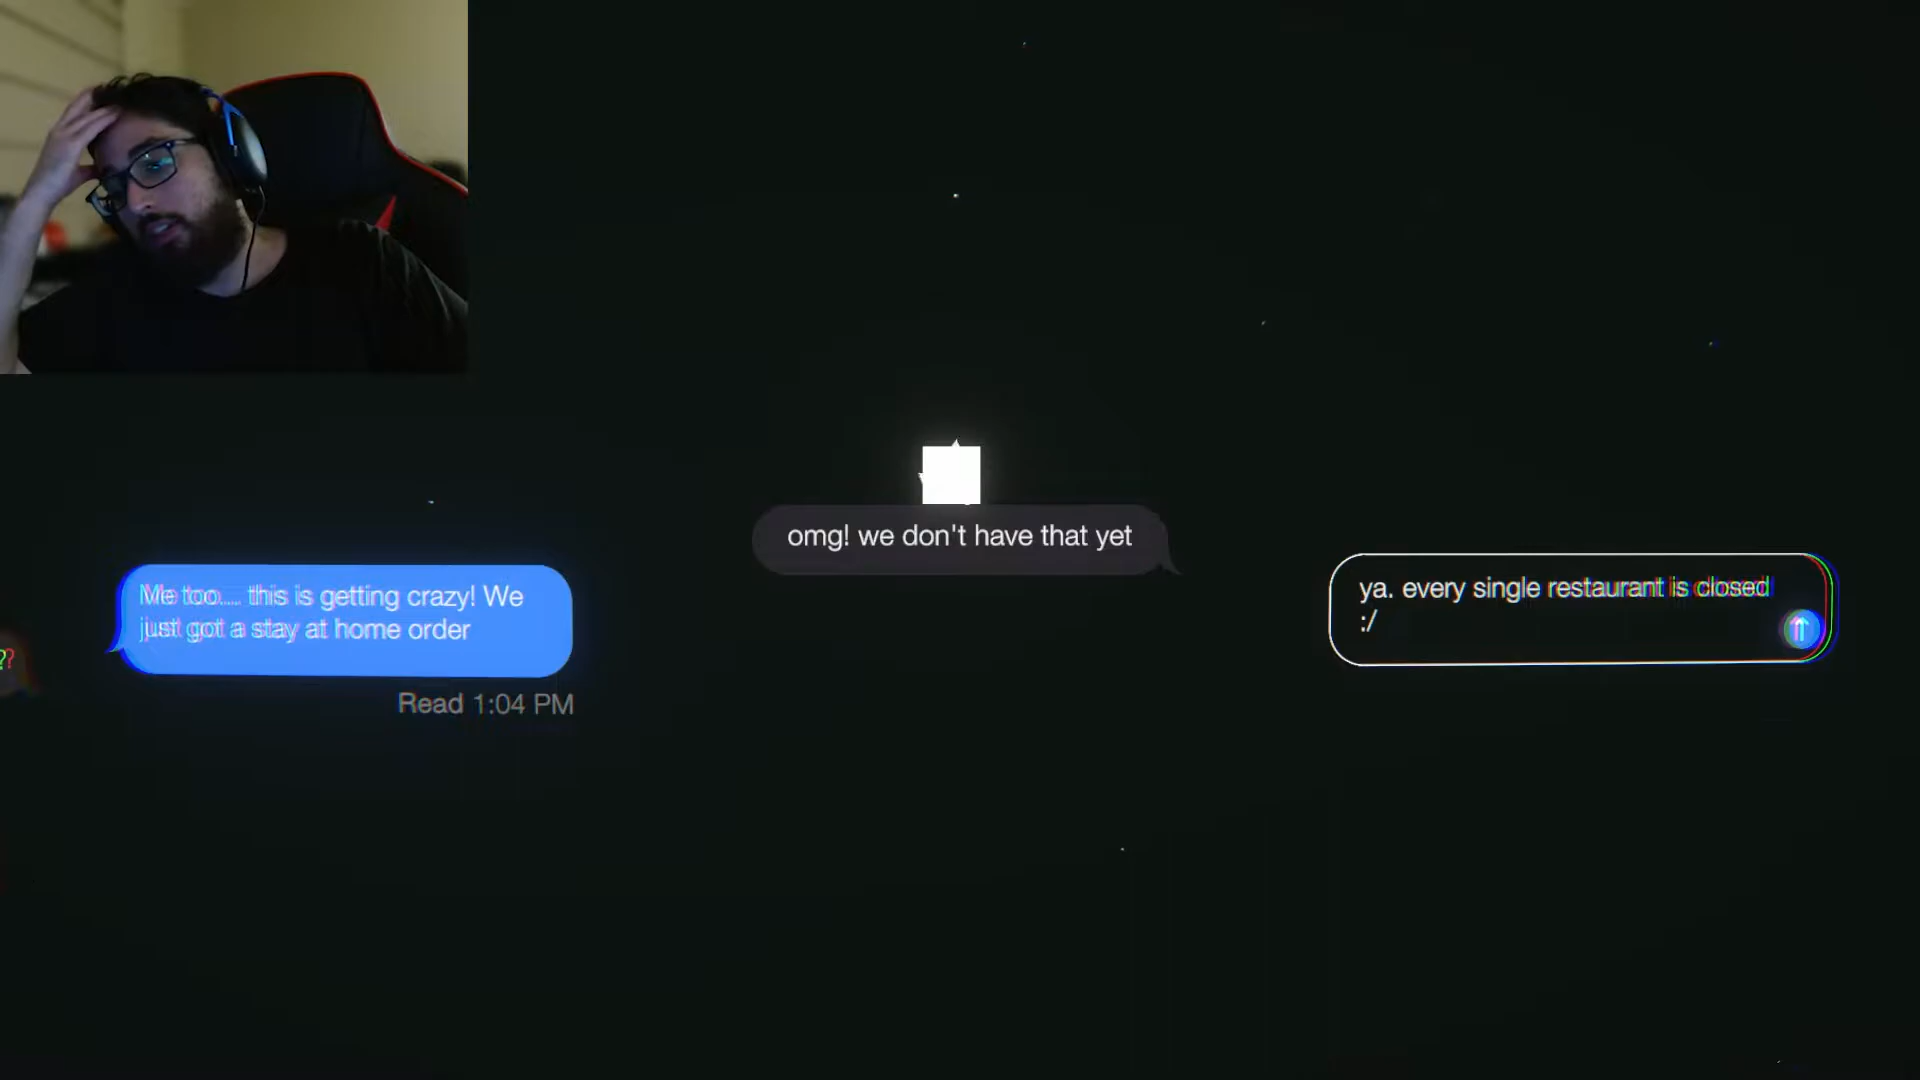 ??
Me too.... this is getting crazy! We
just got a stay at home order
Read 1:04 PM
omg! we don't have that yet
ya. every single restaurant is closed
:/